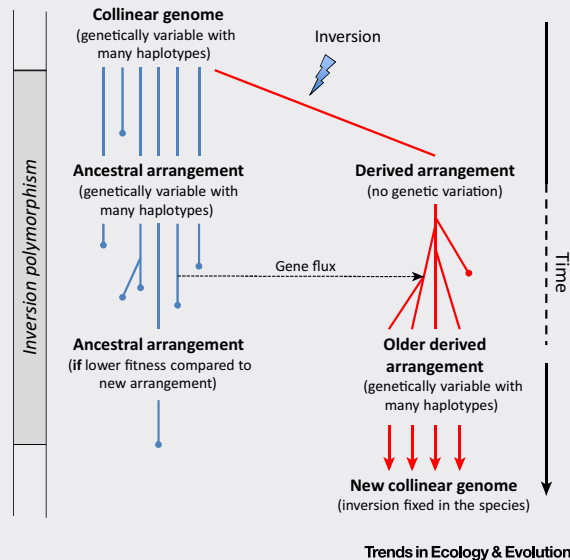 Collinear genome
(genetically variable with
many haplotypes)
Inversion
Ancestral arrangement
(genetically variable with
many haplotypes)
Derived arrangement
(no genetic variation)
Gene flux
Ancestral arrangement
(if lower fitness compared to
new arrangement)
Older derived
arrangement
(genetically variable with
many haplotypes)
New collinear genome
(inversion fixed in the species)
Inversion polymorphism
Time
Trends in Ecology & Evolution